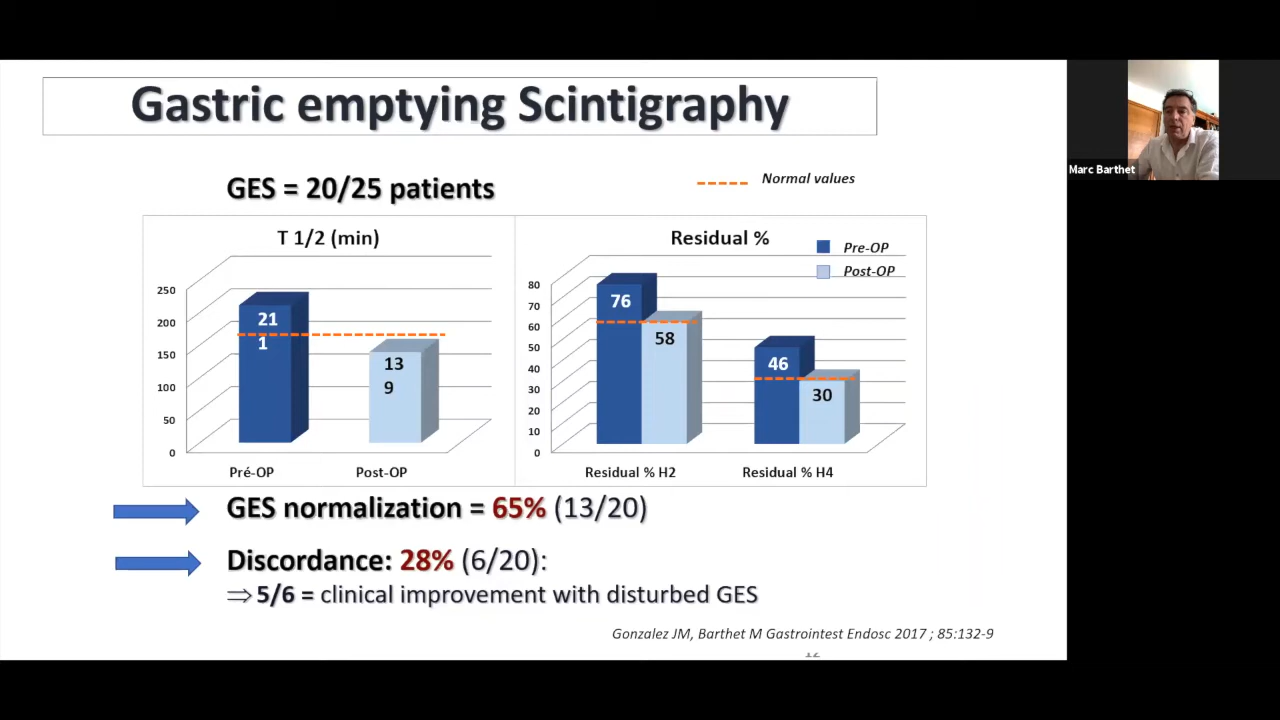 Gastric emptying Scintigraphy
Marc Barthet
GES = 20/25 patients
Normal values
T 1/2 (min)
250
200
150
100
50
0
21
1
13
9
Pré-OP
Post-OP
Residual %
Pre-OP
Post-OP
80
70
60
50
40
30
20
10
0
76
58
46
30
Residual % H2
Residual % H4
GES normalization = 65% (13/20)
Discordance: 28% (6/20):
⇒ 5/6 = clinical improvement with disturbed GES
Gonzalez JM, Barthet M Gastrointest Endosc 2017 ; 85:132-9